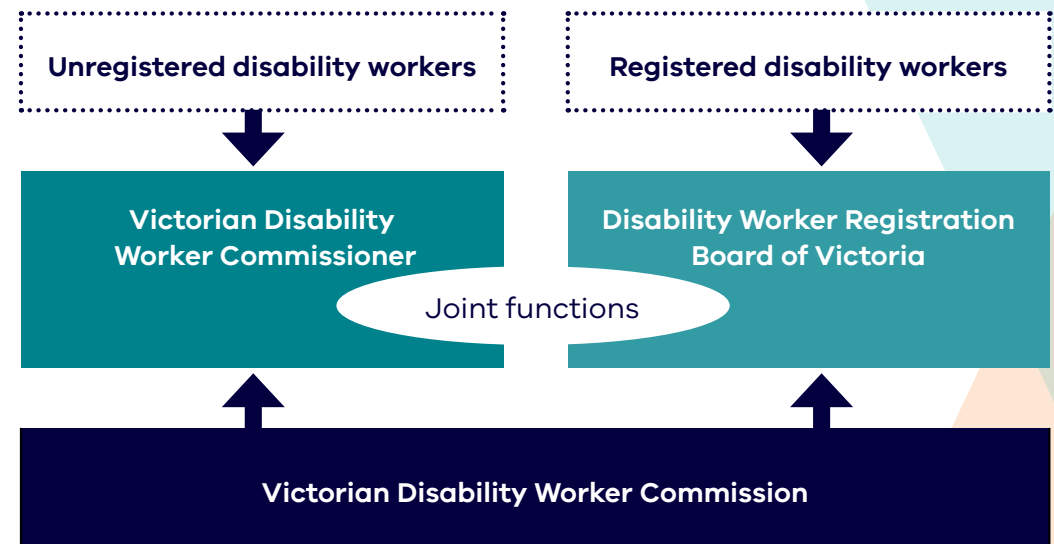 Unregistered disability workers
Registered disability workers
Victorian Disability
Worker Commissioner
Disability Worker Registration
Board of Victoria
Joint functions
Victorian Disability Worker Commission